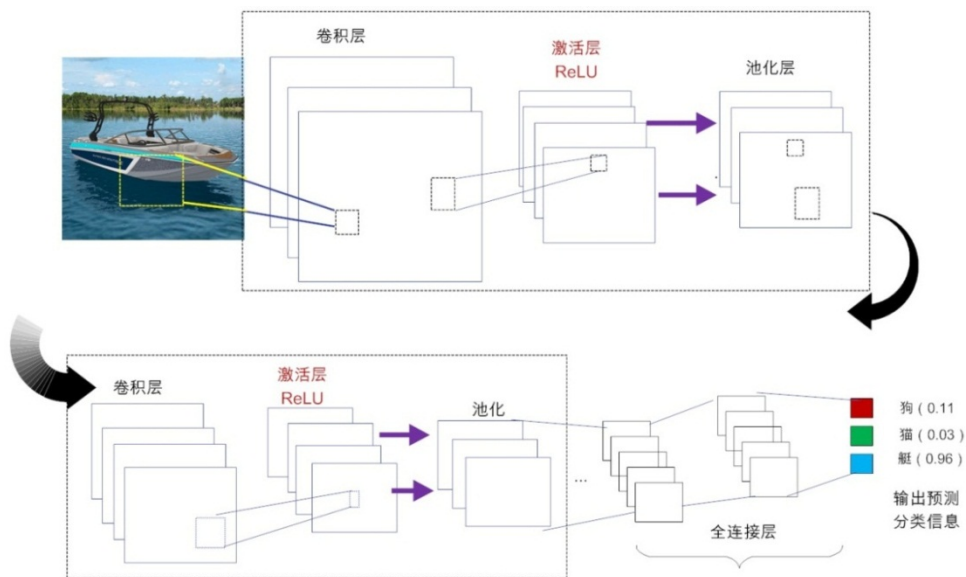 卷积层
激活层
ReLU
池化层
卷积层
激活层
ReLU
池化
...
全连接层
狗（0.11
猫（0.03）
艇（0.96）
输出预测
分类信息